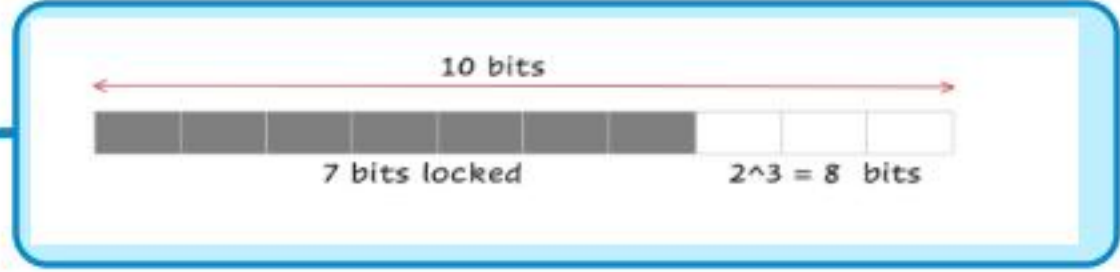 10 bits
7 bits locked
2^3 = 8 bits